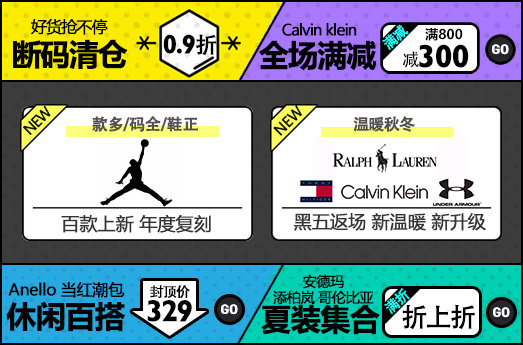 好货抢不停
断码清仓
0.9折
Calvin klein
全场满减
满减
满800
减300
GO
NEW
款多/码全/鞋正
百款上新 年度复刻
NEW
温暖秋冬
RALPH LAUREN
TOMMY HILFIGER
Calvin Klein
UNDER ARMOUR
黑五返场 新温暖 新升级
Anello 当红潮包
休闲百搭
封顶价
329
GO
安德玛
添柏岚 哥伦比亚
夏装集合
满折
折上折
GO